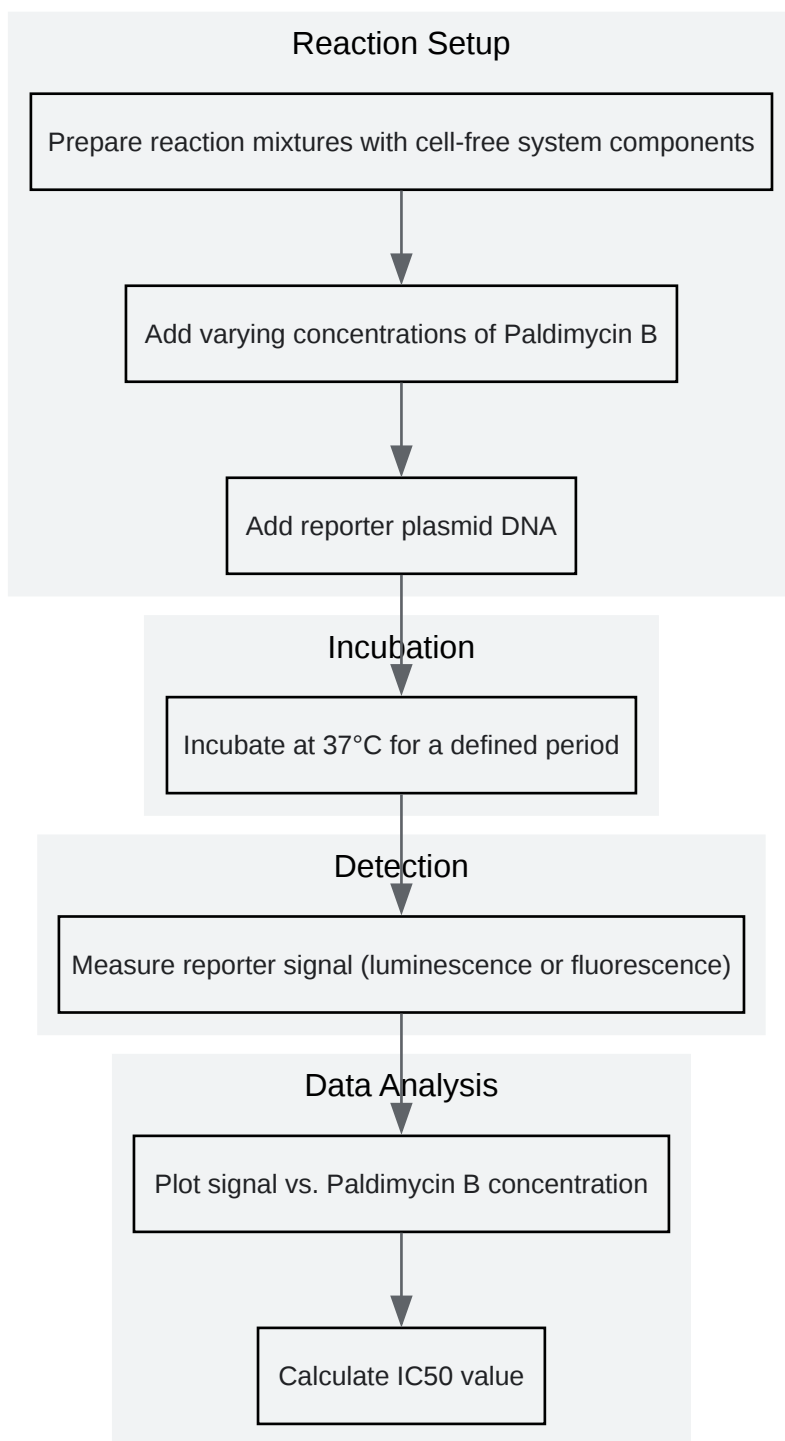 Reaction Setup
Prepare reaction mixtures with cell-free system components
Add varying concentrations of Paldimycin B
Add reporter plasmid DNA
Incubation
Incubate at 37°C for a defined period
Detection
Measure reporter signal (luminescence or fluorescence)
Data Analysis
Plot signal vs. Paldimycin B concentration
Calculate IC50 value